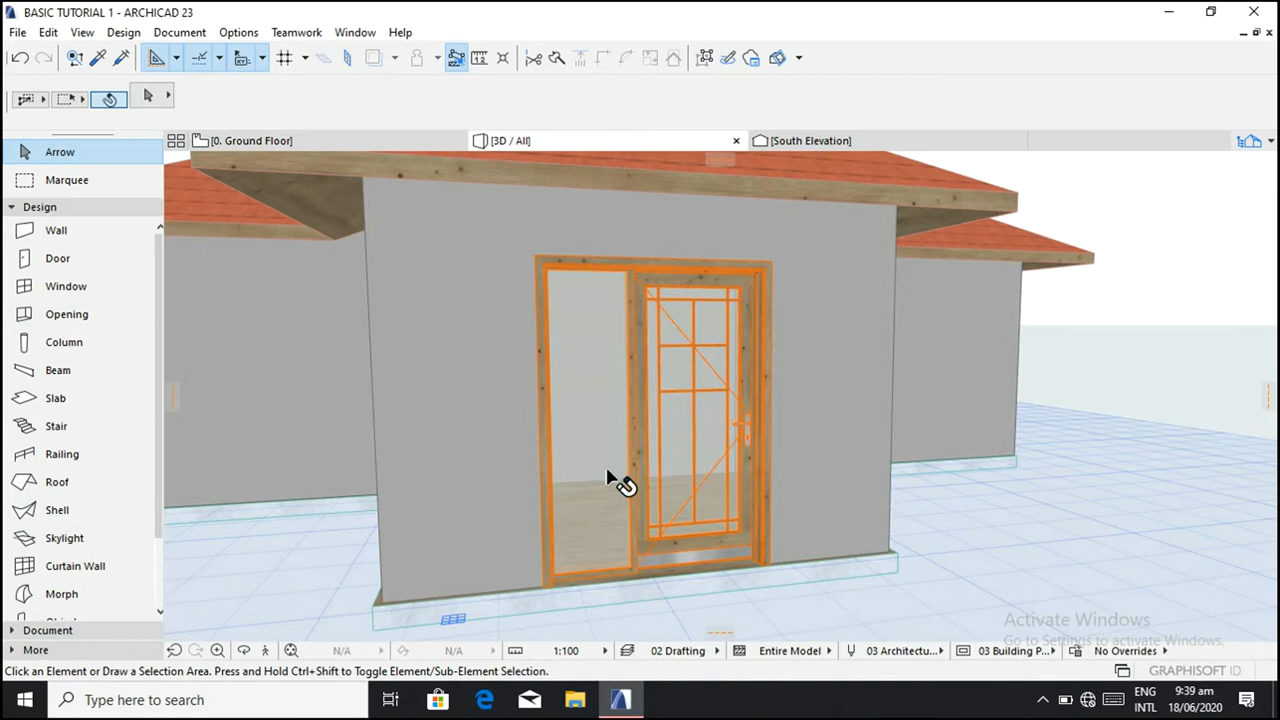 BASIC TUTORIAL 1 - ARCHICAD 23
File Edit View Design Document Options Teamwork Window Help
[0. Ground Floor] [3D / All] [South Elevation]
Arrow
Marquee
Design
Wall
Door
Window
Opening
Column
Beam
Slab
Stair
Railing
Roof
Shell
Skylight
Curtain Wall
Morph
Document
More
Activate Windows
Go to Settings to activate Windows.
N/A N/A 1:100 02 Drafting Entire Model 03 Architectu... 03 Building P... No Overrides
Click an Element or Draw a Selection Area. Press and Hold Ctrl+Shift to Toggle Element/Sub-Element Selection.
GRAPHISOFT ID
Type here to search
ENG
INTL
9:39 am
18/06/2020